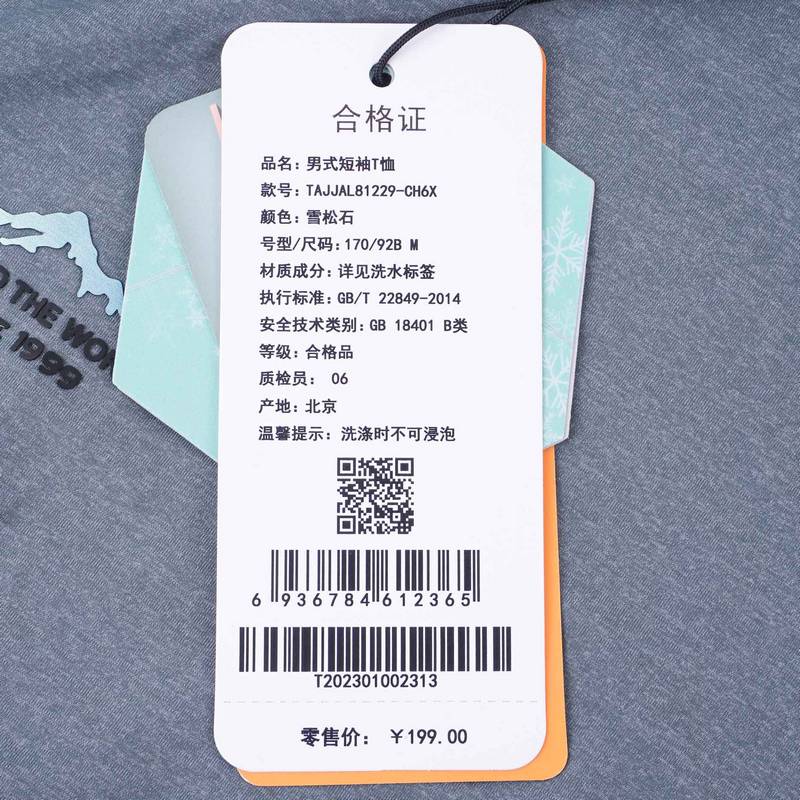 合格证
品名：男式短袖T恤
款号：TAJJAL81229-CH6X
颜色：雪松石
号型/尺码：170/92B M
材质成分：详见洗水标签
执行标准：GB/T 22849-2014
安全技术类别：GB 18401 B类
等级：合格品
质检员： 06
产地：北京
温馨提示：洗涤时不可浸泡
6 936784 612365
T202301002313
零售价： ￥199.00
THE WOR
1999